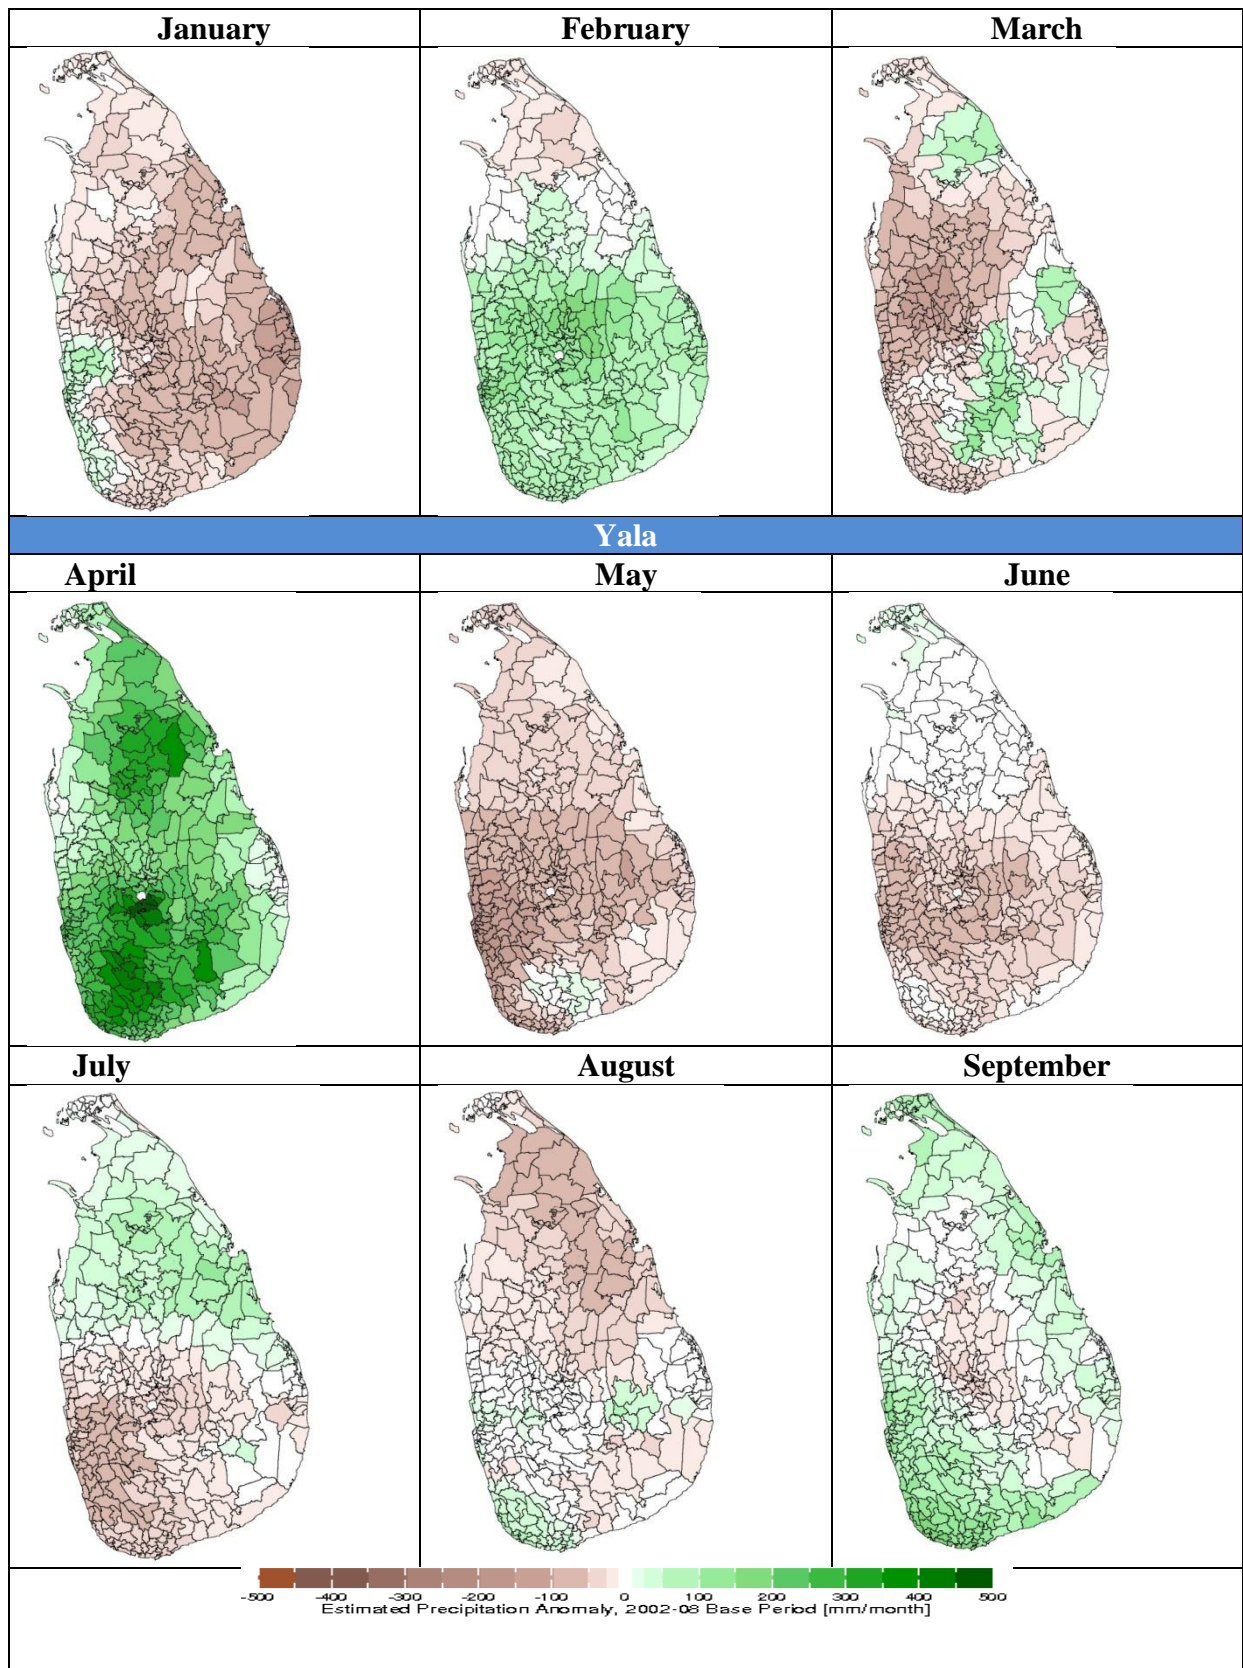 January February March
Yala
April May June
July August September
-500 -400 -300 -200 -100 0 100 200 300 400 500
Estimated Precipitation Anomaly, 2002-08 Base Period [mm/month]